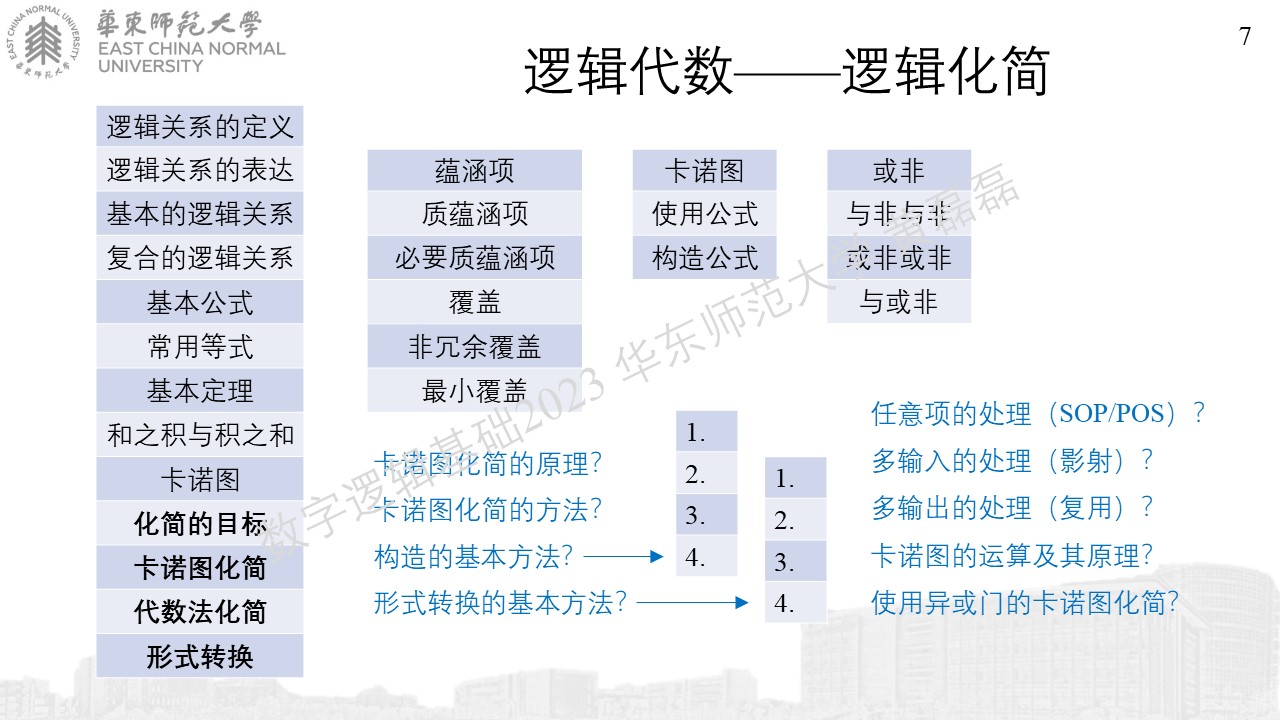 華東師範大學
EAST CHINA NORMAL
UNIVERSITY
EAST CHINA NORMAL UNIVERSITY
華東師範大學
7
逻辑代数——逻辑化简
逻辑关系的定义
逻辑关系的表达
基本的逻辑关系
复合的逻辑关系
基本公式
常用等式
基本定理
和之积与积之和
卡诺图
化简的目标
卡诺图化简
代数法化简
形式转换
蕴涵项
质蕴涵项
必要质蕴涵项
覆盖
非冗余覆盖
最小覆盖
卡诺图
使用公式
构造公式
或非
与非与非
或非或非
与或非
卡诺图化简的原理？
卡诺图化简的方法？
构造的基本方法？
形式转换的基本方法？
1.
2.
3.
4.
1.
2.
3.
4.
任意项的处理（SOP/POS）？
多输入的处理（影射）？
多输出的处理（复用）？
卡诺图的运算及其原理？
使用异或门的卡诺图化简？
数字逻辑基础2023 华东师范大学 磊磊